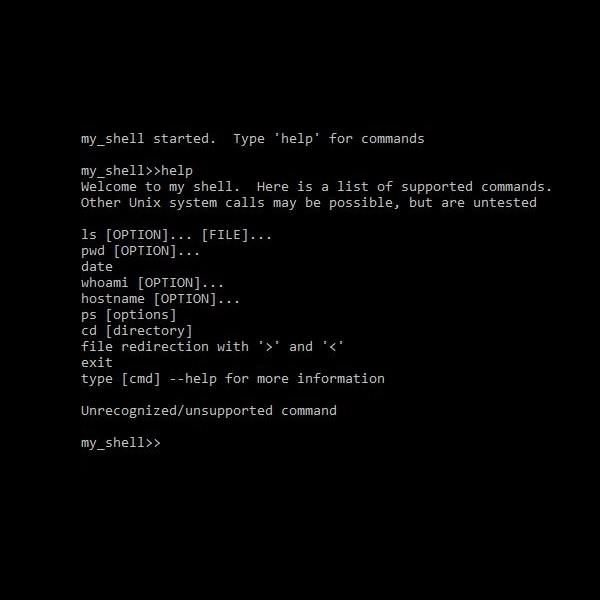 my_shell started.  Type 'help' for commands
my_shell>>help
Welcome to my shell.  Here is a list of supported commands.
Other Unix system calls may be possible, but are untested
ls [OPTION]... [FILE]...
pwd [OPTION]...
date
whoami [OPTION]...
hostname [OPTION]...
ps [options]
cd [directory]
file redirection with '>' and '<'
exit
type [cmd] --help for more information
Unrecognized/unsupported command
my_shell>>